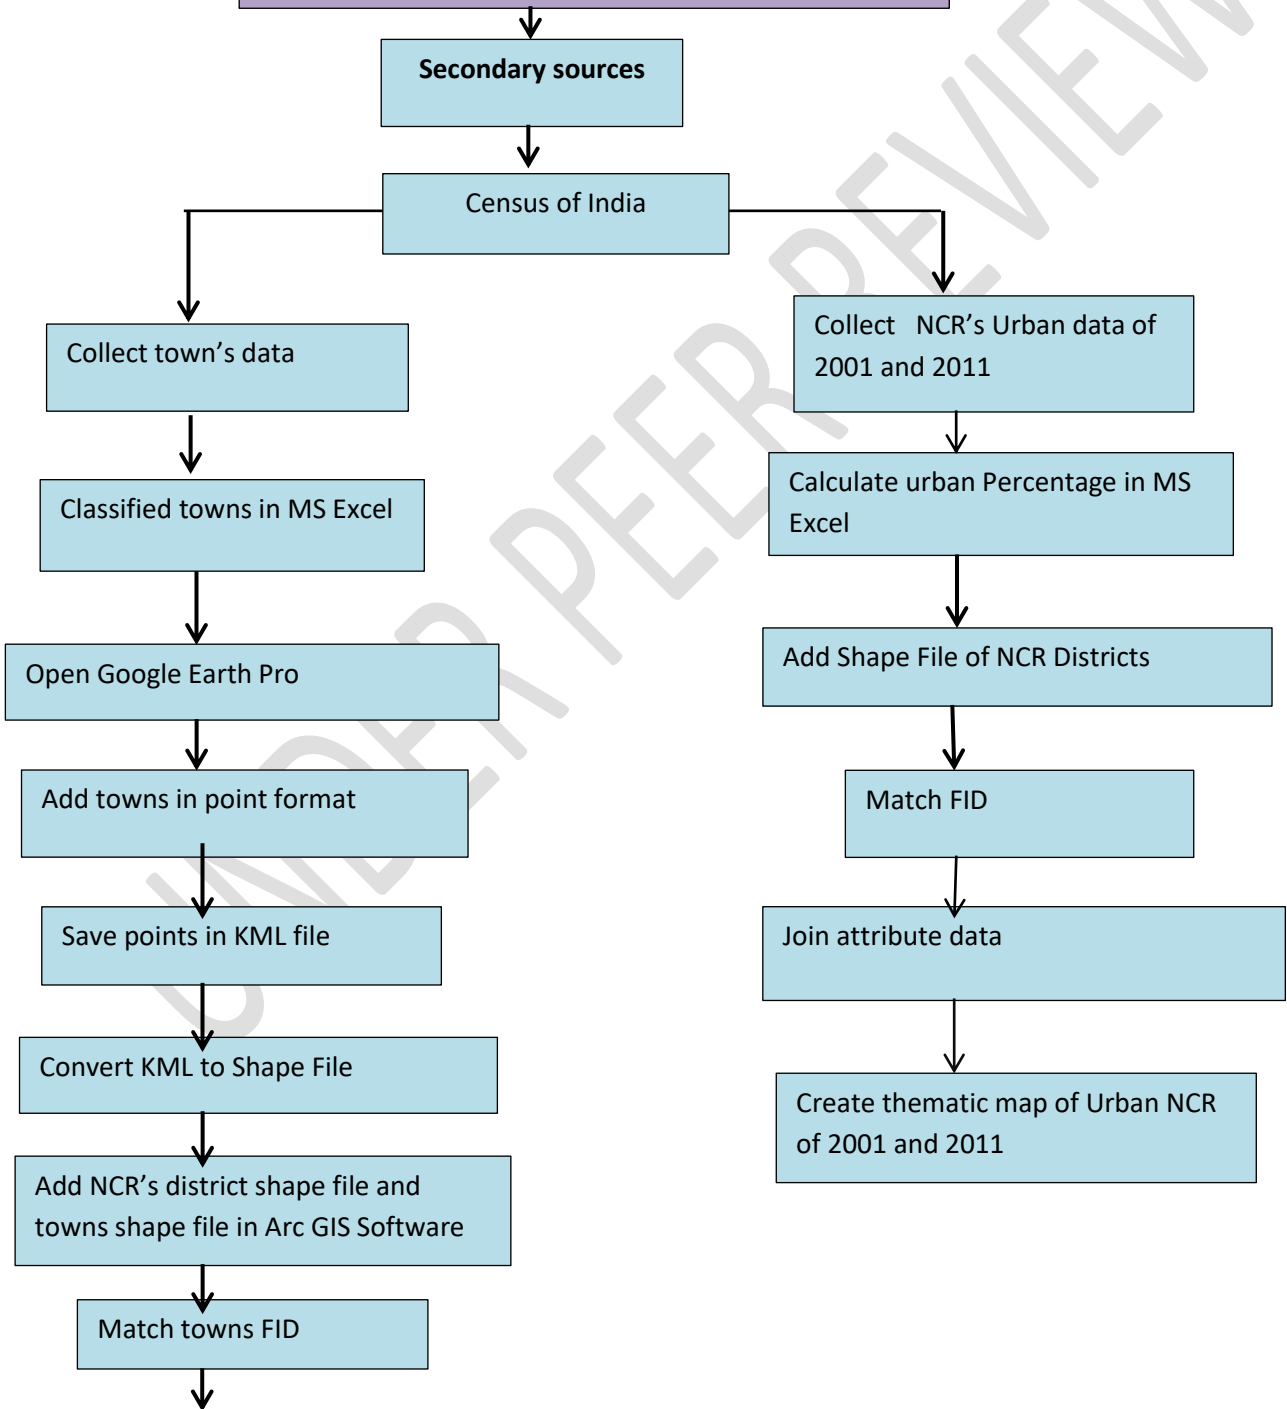 Secondary sources
Census of India
Collect town's data
Classified towns in MS Excel
Open Google Earth Pro
Add towns in point format
Save points in KML file
Convert KML to Shape File
Add NCR's district shape file and
towns shape file in Arc GIS Software
Match towns FID
Collect NCR's Urban data of
2001 and 2011
Calculate urban Percentage in MS
Excel
Add Shape File of NCR Districts
Match FID
Join attribute data
Create thematic map of Urban NCR
of 2001 and 2011
UNDER PEER REVIEW